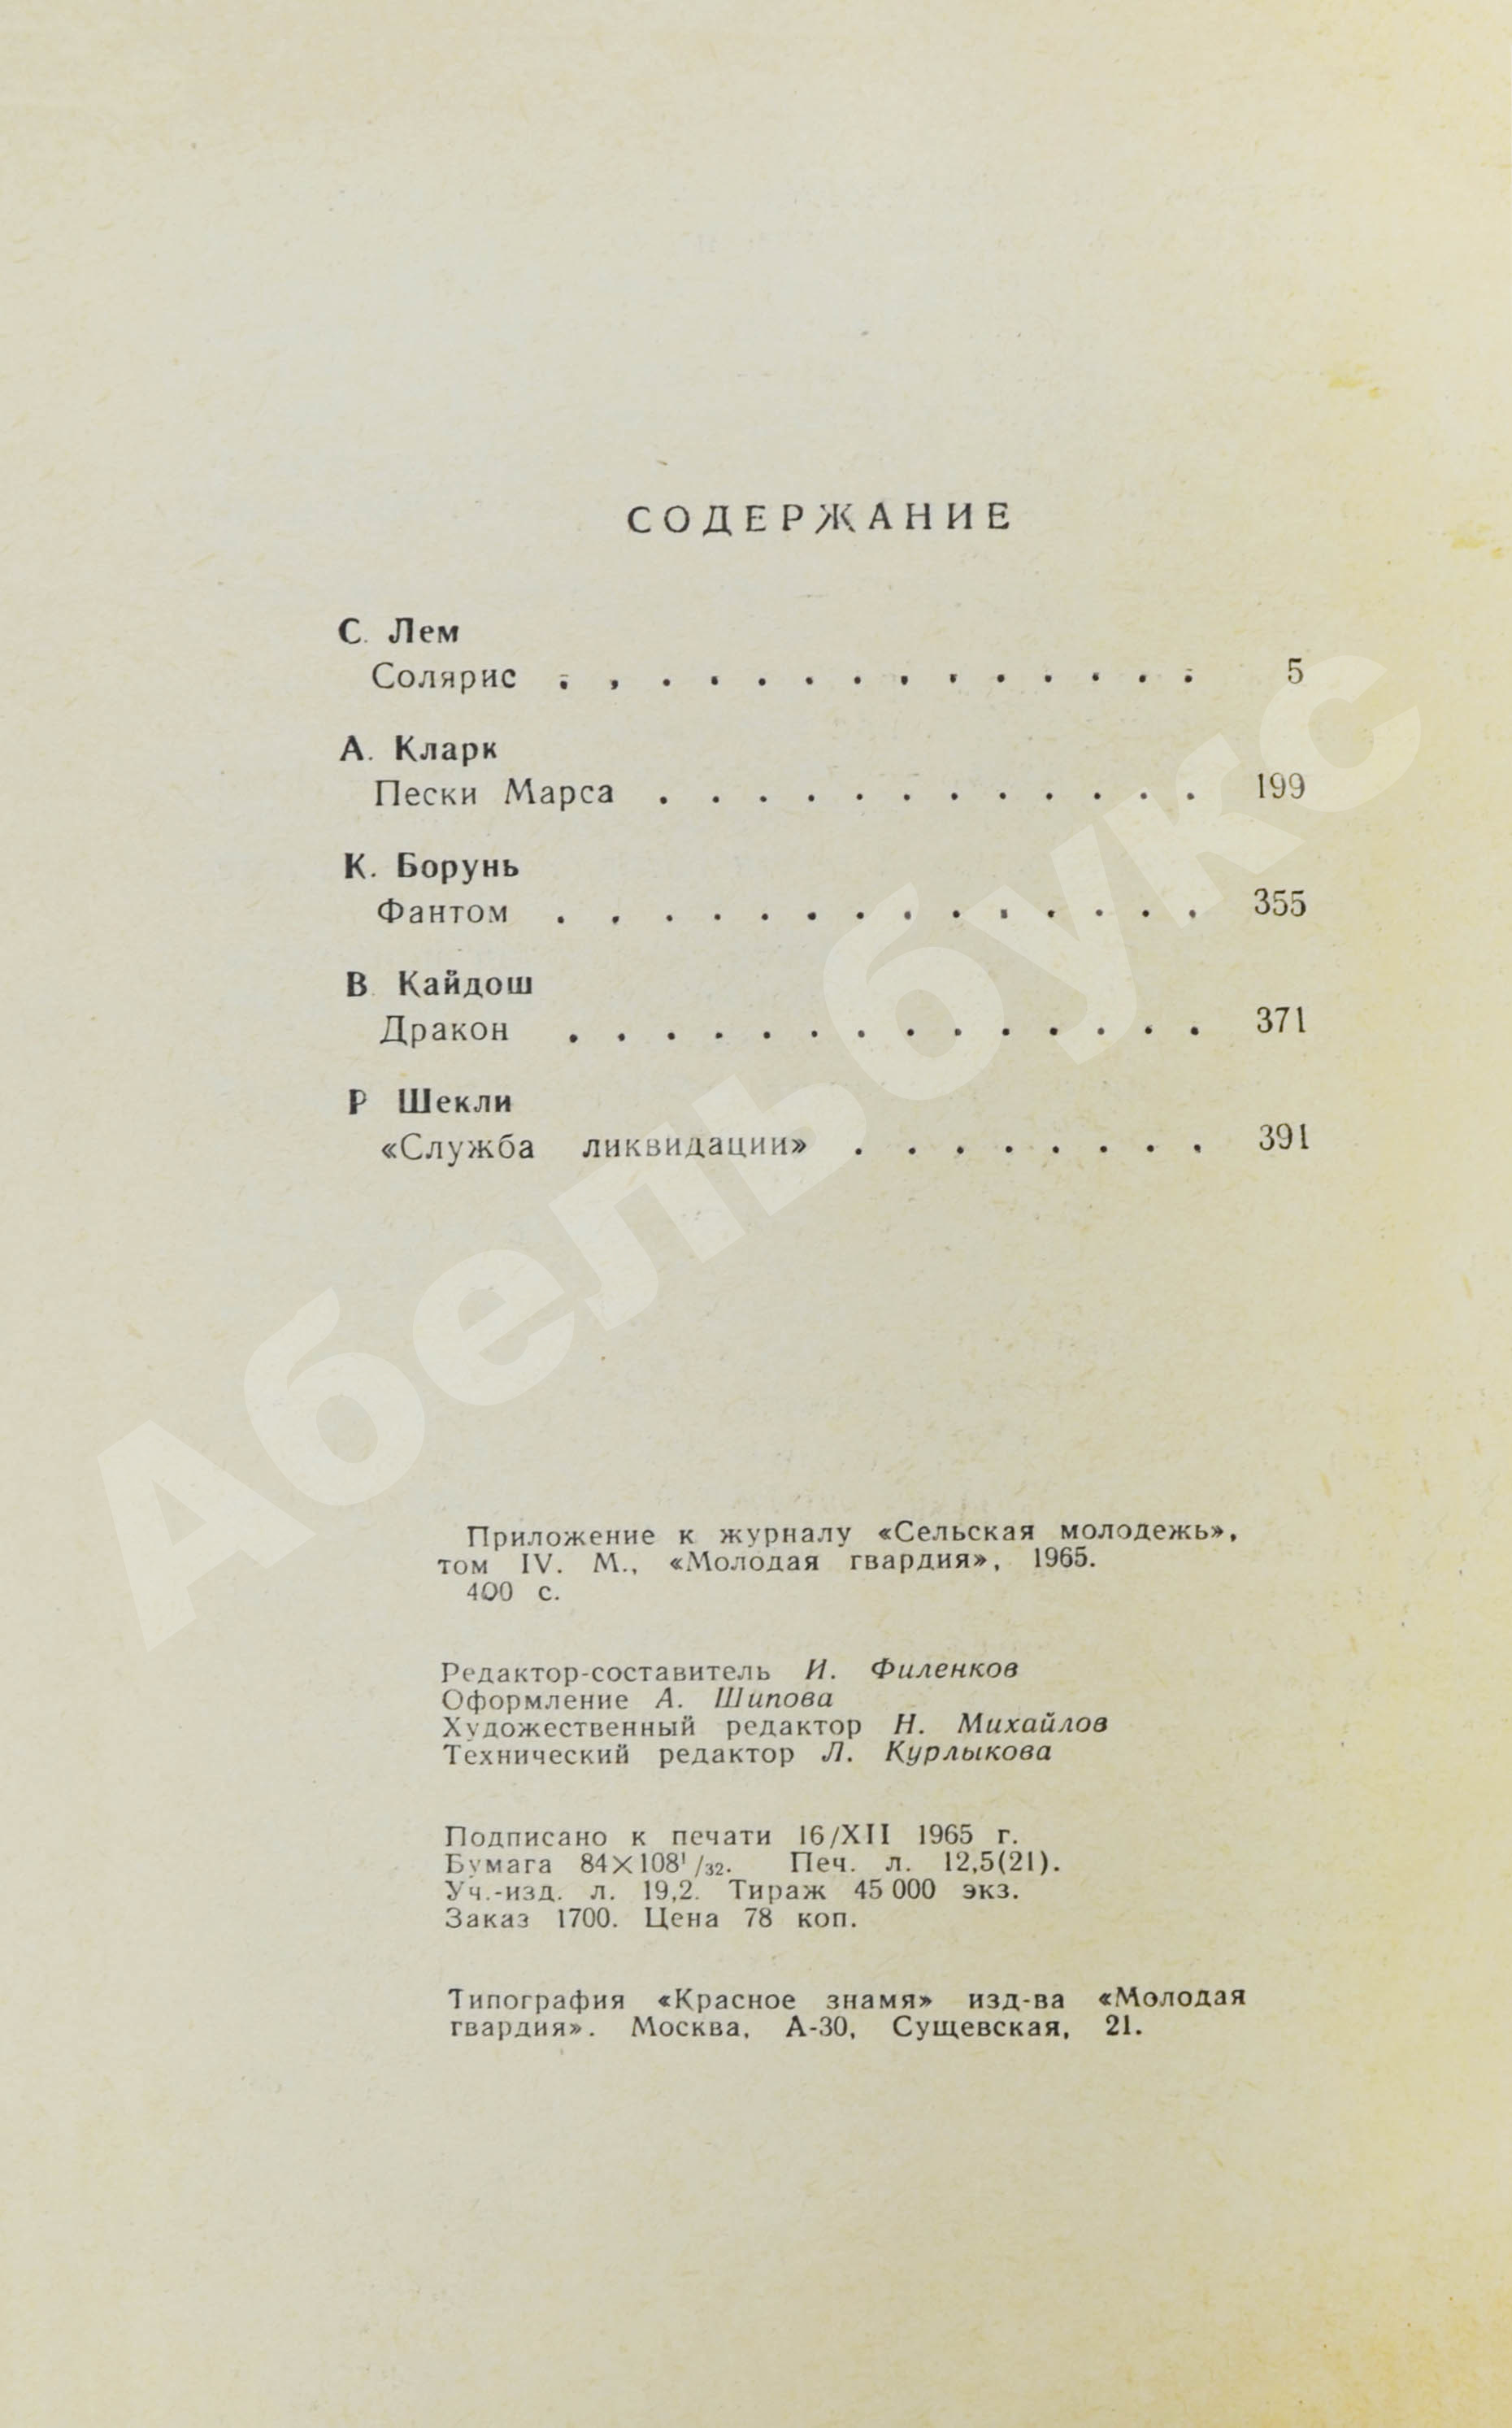 СОДЕРЖАНИЕ
С. Лем
Солярис . . . . . . . . . . . . . . 5
А. Кларк
Пески Марса . . . . . . . . . . . . 199
К. Борунь
Фантом . . . . . . . . . . . . . . 355
В. Кайдош
Дракон . . . . . . . . . . . . . . 371
Р Шекли
«Служба ликвидации» . . . . . . . . 391
Приложение к журналу «Сельская молодежь»,
том IV. М., «Молодая гвардия», 1965.
400 с.
Редактор-составитель И. Филенков
Оформление А. Шипова
Художественный редактор Н. Михайлов
Технический редактор Л. Курлыкова
Подписано к печати 16/XII 1965 г.
Бумага 84×108¹/₃₂. Печ. л. 12,5(21).
Уч.-изд. л. 19,2. Тираж 45 000 экз.
Заказ 1700. Цена 78 коп.
Типография «Красное знамя» изд-ва «Молодая
гвардия». Москва, А-30, Сущевская, 21.
Абельбукс